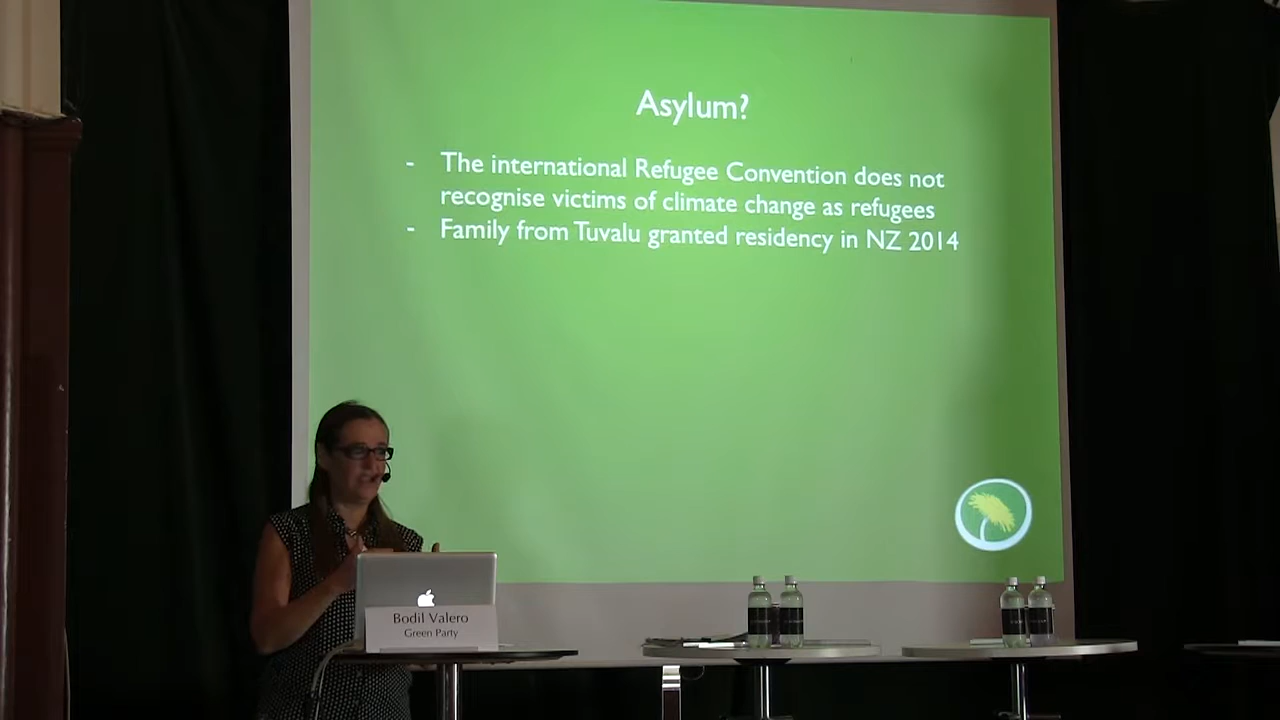 Asylum?
- The international Refugee Convention does not
recognise victims of climate change as refugees
- Family from Tuvalu granted residency in NZ 2014
Bodil Valero
Green Party